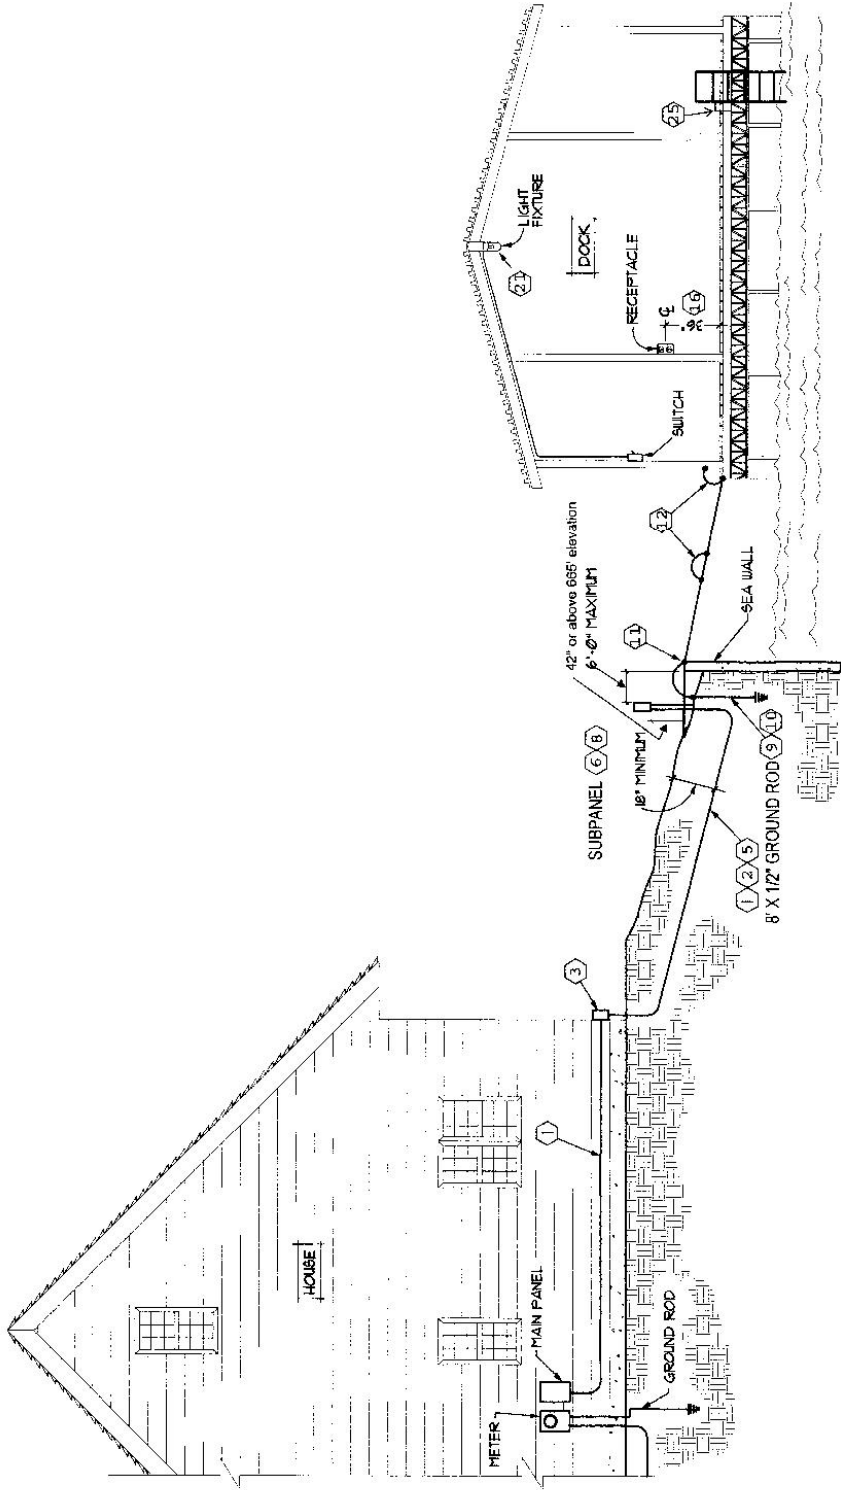 HOUSE
METER
MAIN PANEL
GROUND ROD
1
3
SUBPANEL 6 8
18" MINIMUM
1 2 5
8' X 1/2" GROUND ROD 9 10
42" or above 665' elevation
6'-0" MAXIMUM
11
SEA WALL
12
SWITCH
RECEPTACLE
36"
16
DOCK
21
LIGHT
FIXTURE
25